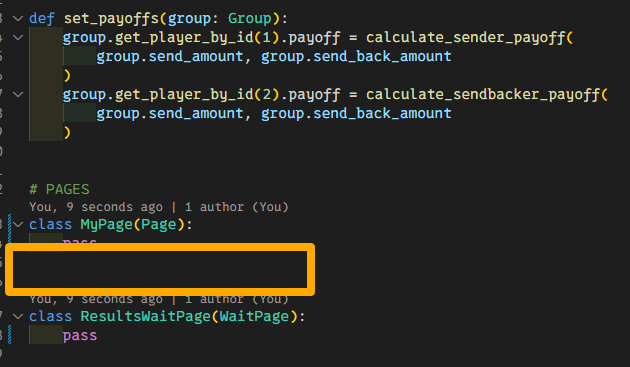 def set_payoffs(group: Group):
group.get_player_by_id(1).payoff = calculate_sender_payoff(
group.send_amount, group.send_back_amount
)
group.get_player_by_id(2).payoff = calculate_sendbacker_payoff(
group.send_amount, group.send_back_amount
)
# PAGES
You, 9 seconds ago | 1 author (You)
class MyPage(Page):
pass
You, 9 seconds ago | 1 author (You)
class ResultsWaitPage(WaitPage):
pass